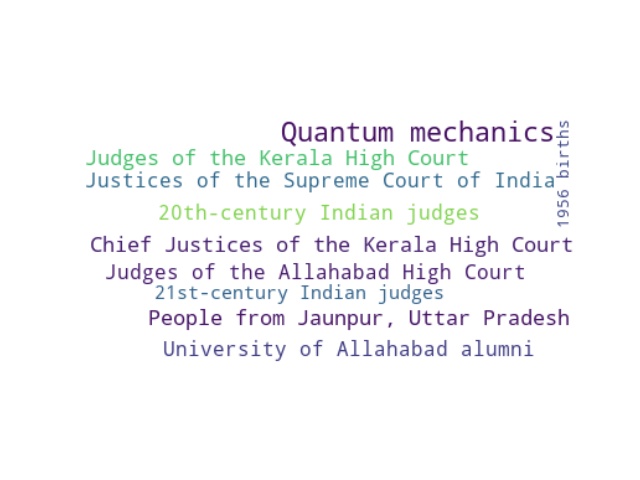 Quantum mechanics
1956 births
Judges of the Kerala High Court
Justices of the Supreme Court of India
20th-century Indian judges
Chief Justices of the Kerala High Court
Judges of the Allahabad High Court
21st-century Indian judges
People from Jaunpur, Uttar Pradesh
University of Allahabad alumni